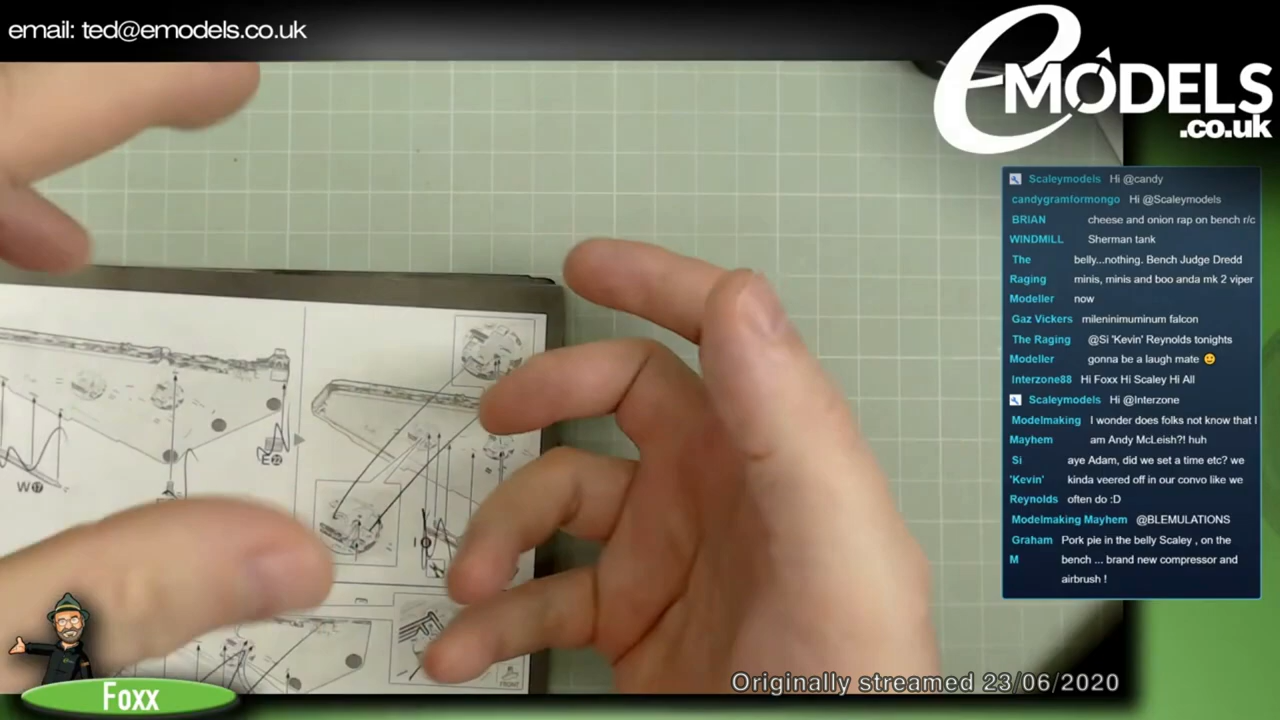 email: ted@emodels.co.uk
eMODELS
.co.uk
Scaleymodels Hi @candy
candygramformongo Hi @Scaleymodels
BRIAN cheese and onion rap on bench r/c
WINDMILL Sherman tank
The belly...nothing. Bench Judge Dredd
Raging minis, minis and boo anda mk 2 viper
Modeller now
Gaz Vickers mileninimuminum falcon
The Raging @Si 'Kevin' Reynolds tonights
Modeller gonna be a laugh mate 🙂
Interzone88 Hi Foxx Hi Scaley Hi All
Scaleymodels Hi @Interzone
Modelmaking I wonder does folks not know that I
Mayhem am Andy McLeish?! huh
Si aye Adam, did we set a time etc? we
'Kevin' kinda veered off in our convo like we
Reynolds often do :D
Modelmaking Mayhem @BLEMULATIONS
Graham Pork pie in the belly Scaley , on the
M bench ... brand new compressor and
airbrush !
W17
E22
FRONT
Foxx
Originally streamed 23/06/2020